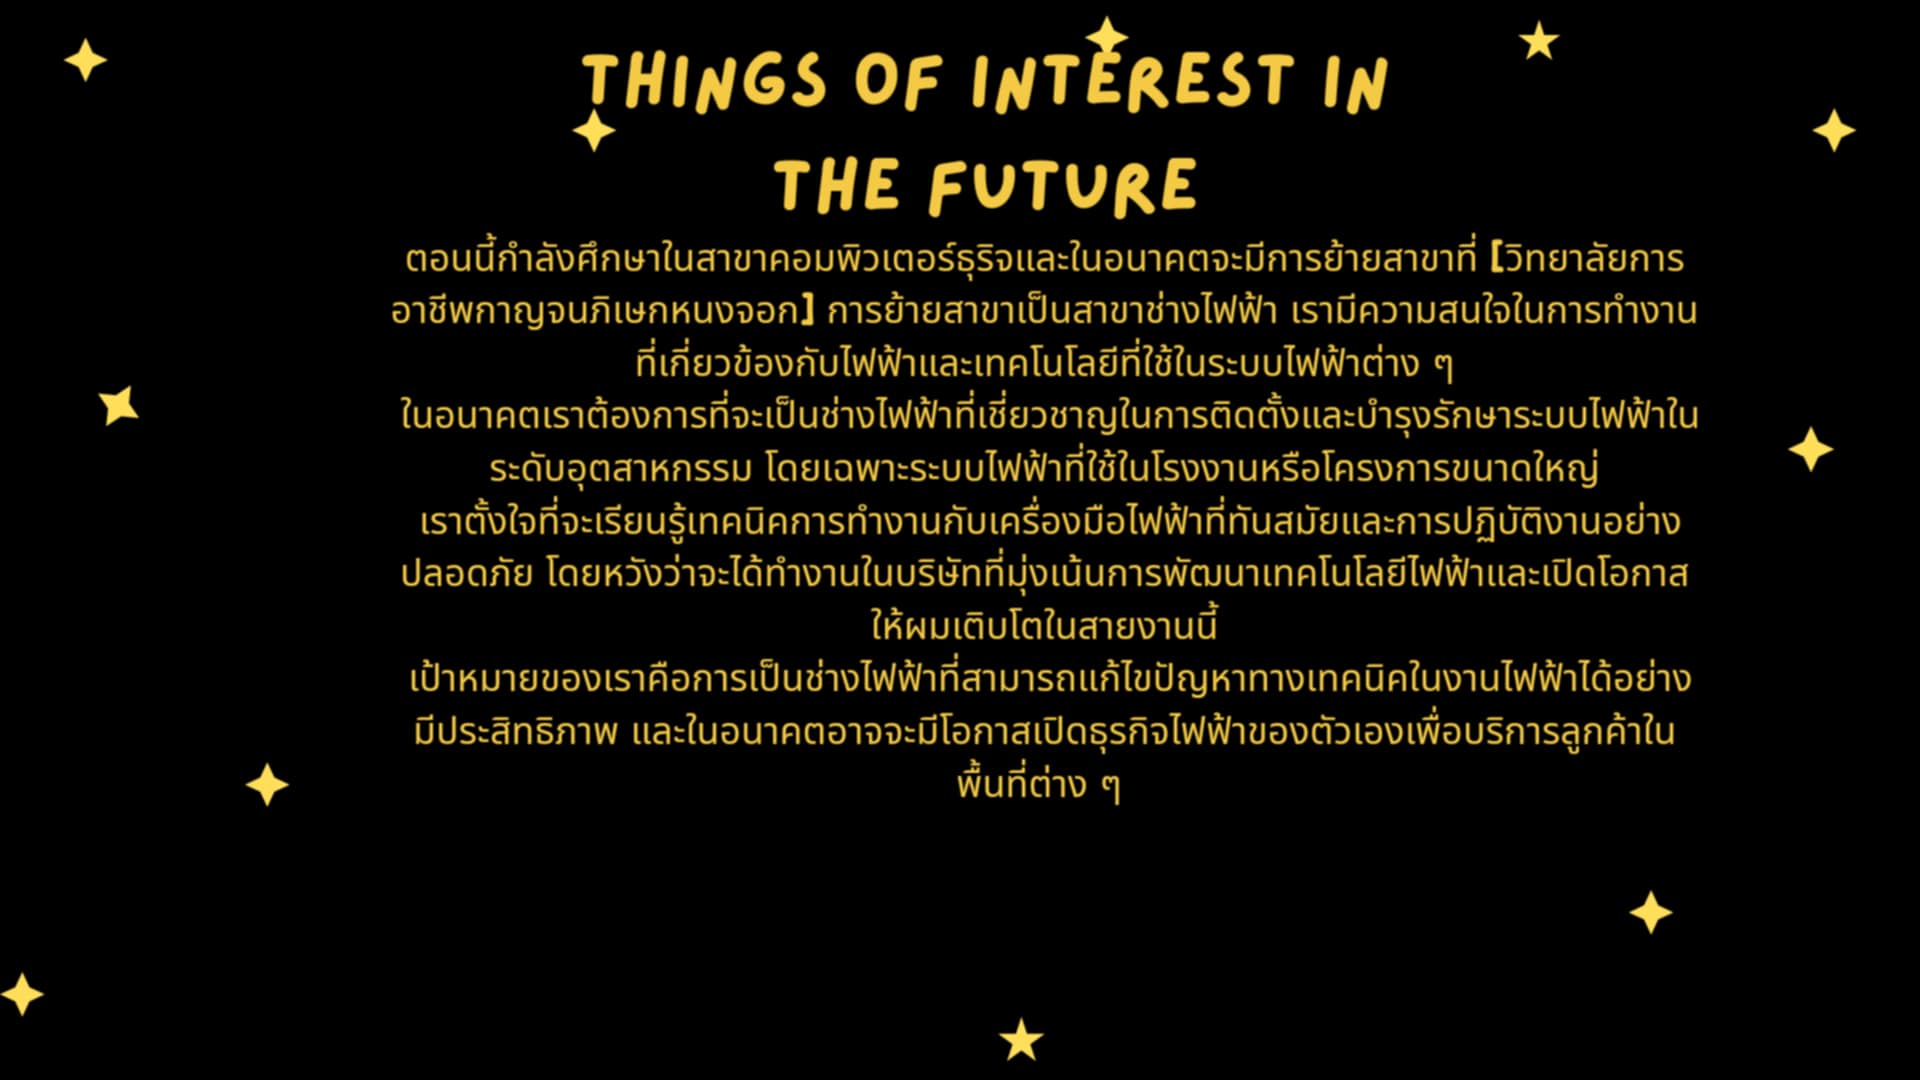 THINGS OF INTEREST IN
THE FUTURE
ตอนนี้กำลังศึกษาในสาขาคอมพิวเตอร์ธุริจและในอนาคตจะมีการย้ายสาขาที่ [วิทยาลัยการ
อาชีพกาญจนภิเษกหนงจอก] การย้ายสาขาเป็นสาขาช่างไฟฟ้า เรามีความสนใจในการทำงาน
ที่เกี่ยวข้องกับไฟฟ้าและเทคโนโลยีที่ใช้ในระบบไฟฟ้าต่าง ๆ
ในอนาคตเราต้องการที่จะเป็นช่างไฟฟ้าที่เชี่ยวชาญในการติดตั้งและบำรุงรักษาระบบไฟฟ้าใน
ระดับอุตสาหกรรม โดยเฉพาะระบบไฟฟ้าที่ใช้ในโรงงานหรือโครงการขนาดใหญ่
เราตั้งใจที่จะเรียนรู้เทคนิคการทำงานกับเครื่องมือไฟฟ้าที่ทันสมัยและการปฏิบัติงานอย่าง
ปลอดภัย โดยหวังว่าจะได้ทำงานในบริษัทที่มุ่งเน้นการพัฒนาเทคโนโลยีไฟฟ้าและเปิดโอกาส
ให้ผมเติบโตในสายงานนี้
เป้าหมายของเราคือการเป็นช่างไฟฟ้าที่สามารถแก้ไขปัญหาทางเทคนิคในงานไฟฟ้าได้อย่าง
มีประสิทธิภาพ และในอนาคตอาจจะมีโอกาสเปิดธุรกิจไฟฟ้าของตัวเองเพื่อบริการลูกค้าใน
พื้นที่ต่าง ๆ